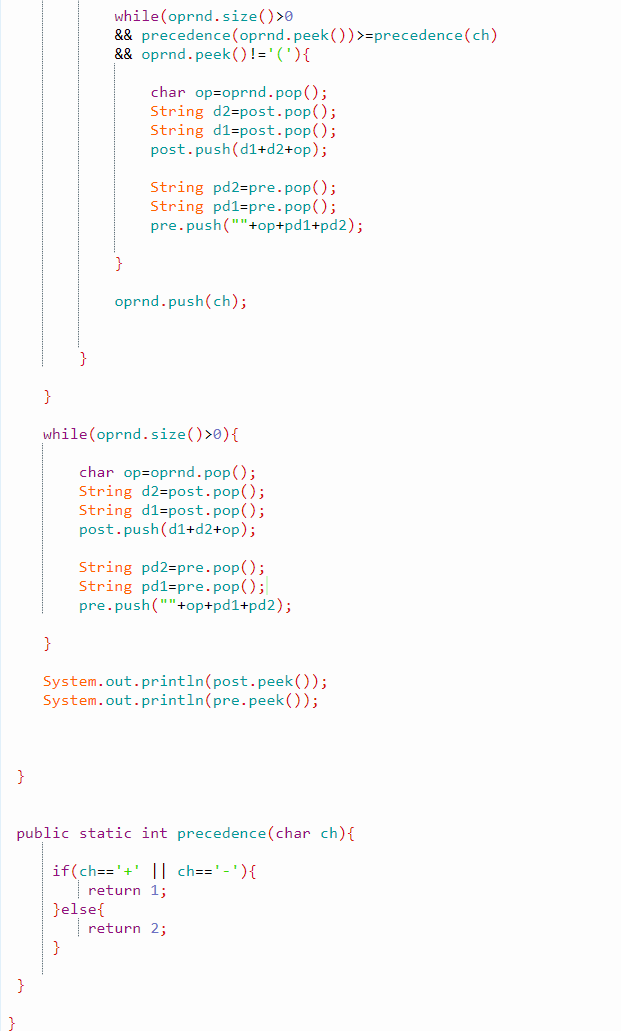 while(oprnd.size()>0
&& precedence(oprnd.peek())>=precedence(ch)
&& oprnd.peek()!='('){
char op=oprnd.pop();
String d2=post.pop();
String d1=post.pop();
post.push(d1+d2+op);
String pd2=pre.pop();
String pd1=pre.pop();
pre.push(""+op+pd1+pd2);
}
oprnd.push(ch);
}
}
while(oprnd.size()>0){
char op=oprnd.pop();
String d2=post.pop();
String d1=post.pop();
post.push(d1+d2+op);
String pd2=pre.pop();
String pd1=pre.pop();
pre.push(""+op+pd1+pd2);
}
System.out.println(post.peek());
System.out.println(pre.peek());
}
public static int precedence(char ch){
if(ch=='+' || ch=='-'){
return 1;
}else{
return 2;
}
}
}